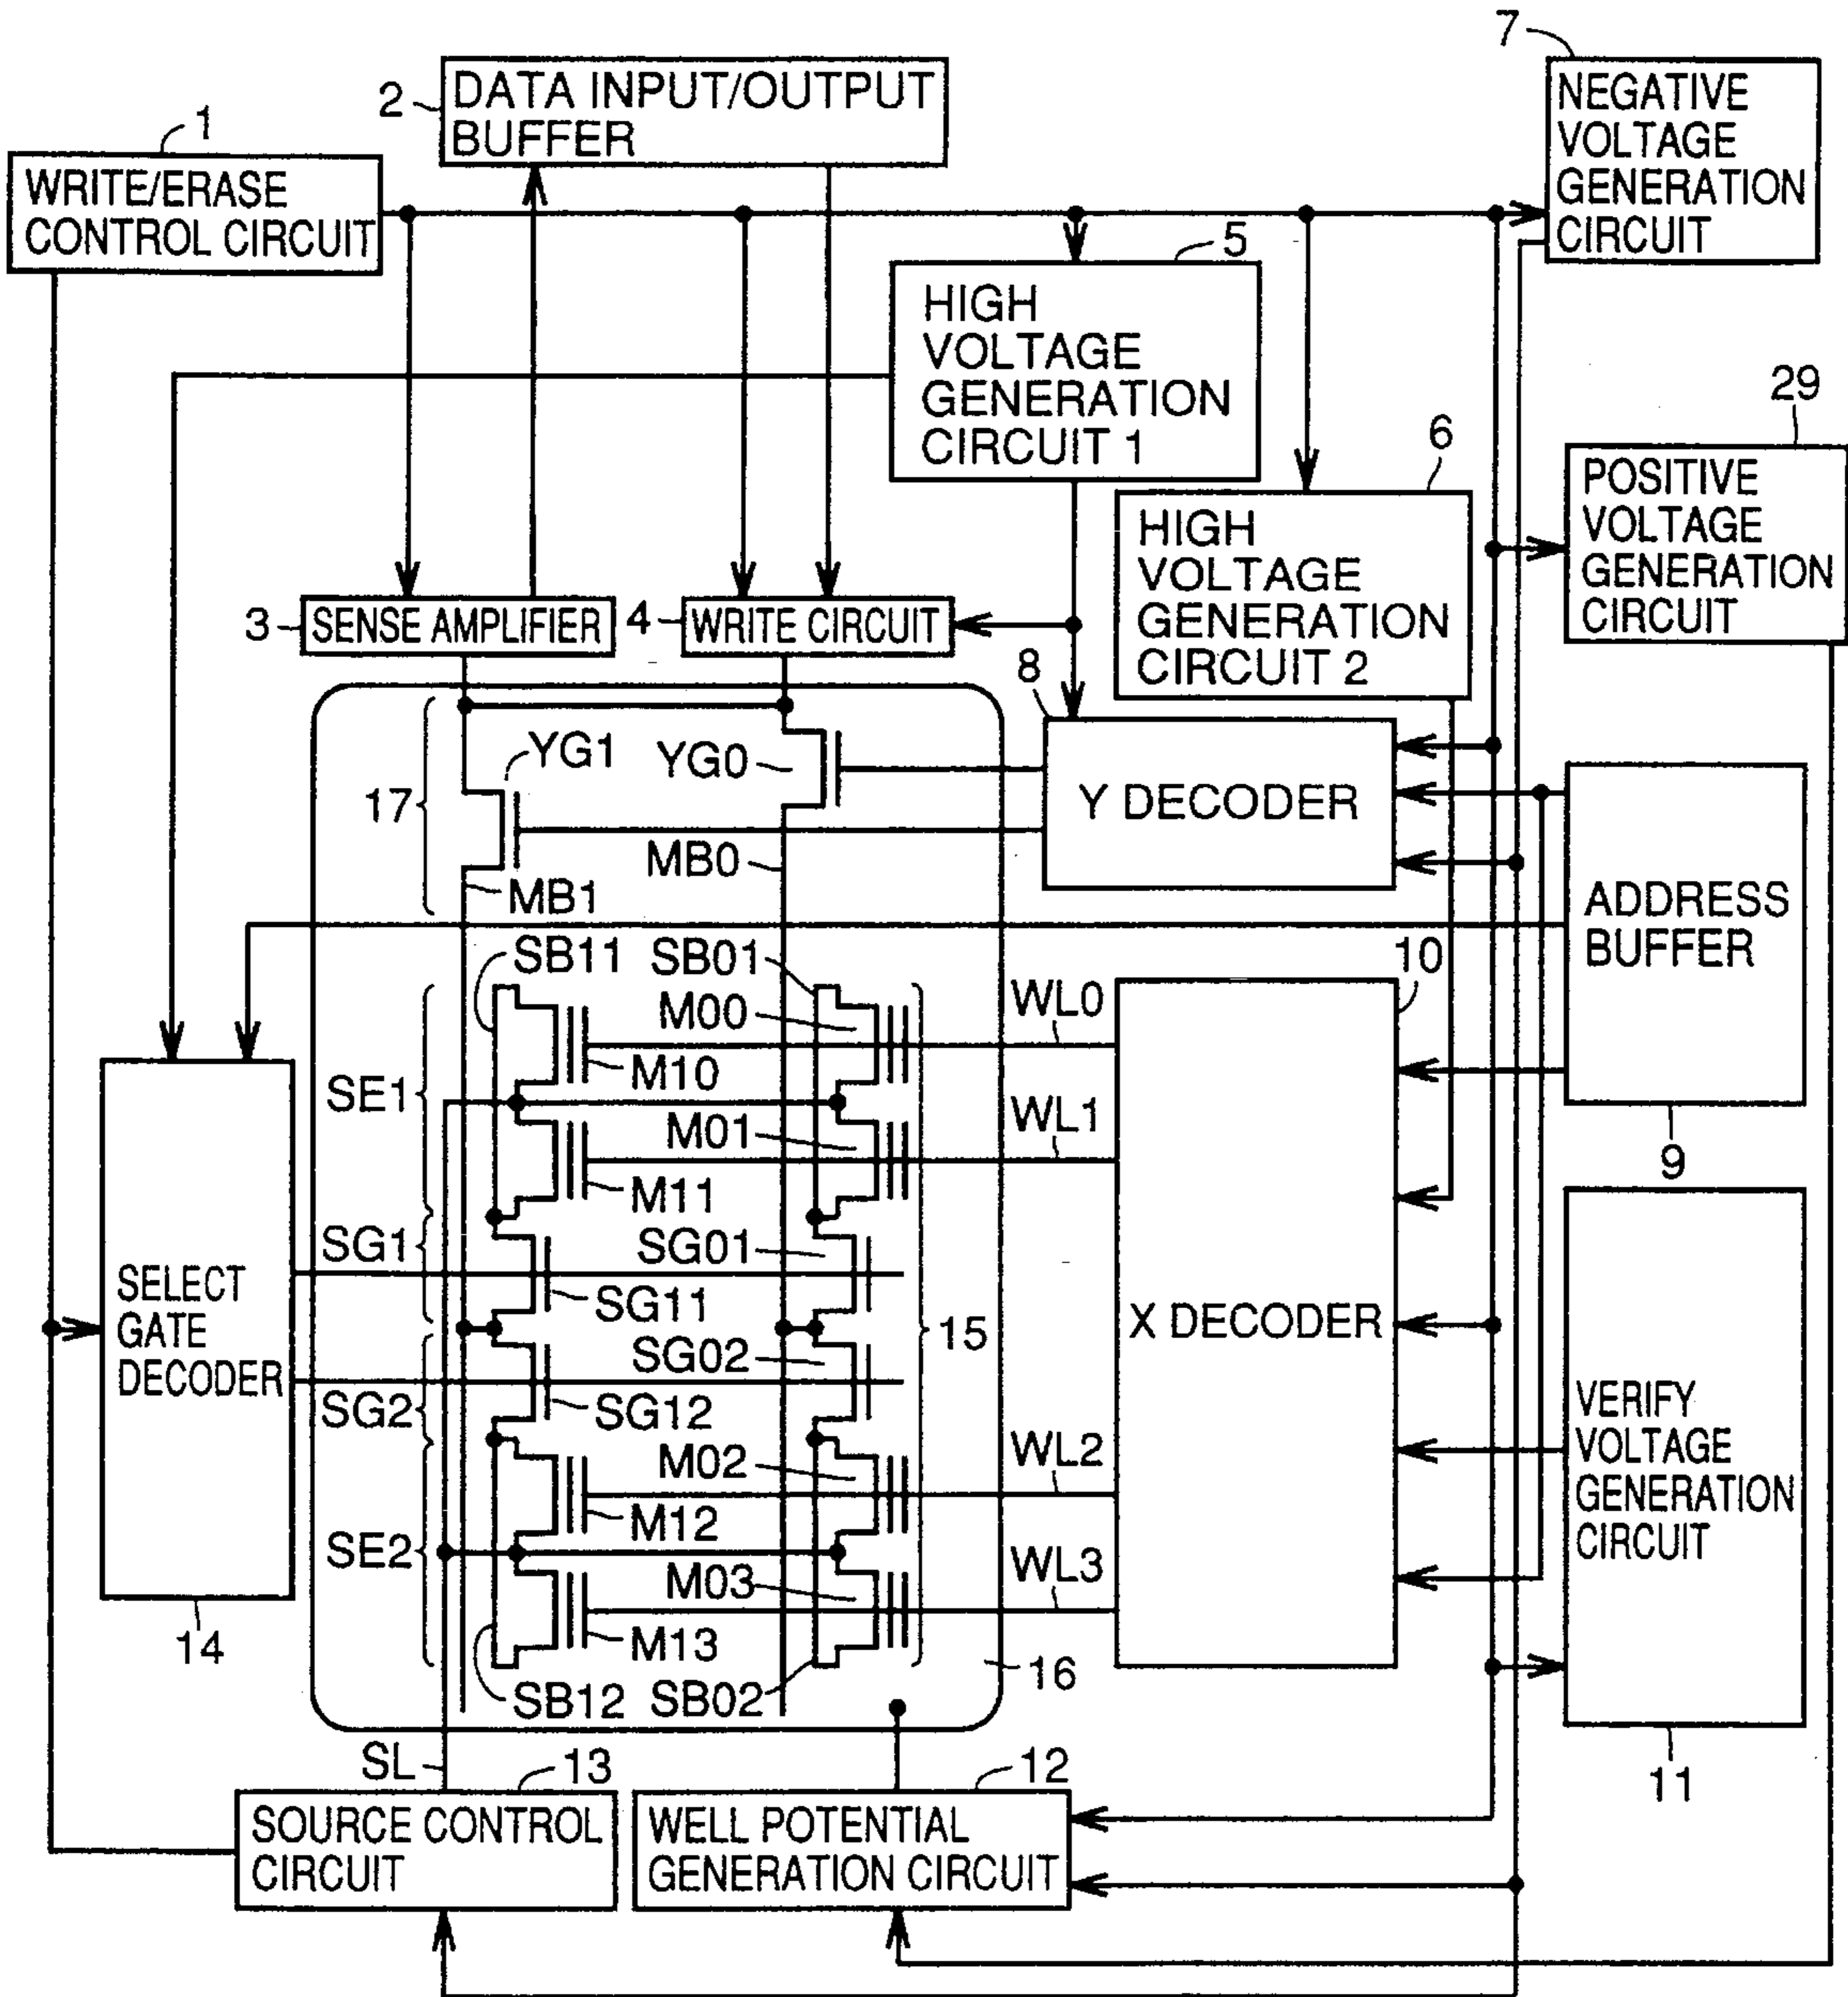 7
NEGATIVE
VOLTAGE
GENERATION
CIRCUIT
2
DATA INPUT/OUTPUT
BUFFER
1
WRITE/ERASE
CONTROL CIRCUIT
5
HIGH
VOLTAGE
GENERATION
CIRCUIT 1
29
POSITIVE
VOLTAGE
GENERATION
CIRCUIT
6
HIGH
VOLTAGE
GENERATION
CIRCUIT 2
3
SENSE AMPLIFIER
4
WRITE CIRCUIT
8
Y DECODER
YG1
YG0
17
MB0
MB1
ADDRESS
BUFFER
9
SB11
SB01
10
M00
WL0
M10
SE1
M01
WL1
M11
SG1
SG01
SG11
SELECT
GATE
DECODER
14
X DECODER
15
SG02
SG2
SG12
M02
WL2
M12
SE2
M03
WL3
M13
VERIFY
VOLTAGE
GENERATION
CIRCUIT
11
SB12
SB02
16
SL
13
SOURCE CONTROL
CIRCUIT
12
WELL POTENTIAL
GENERATION CIRCUIT